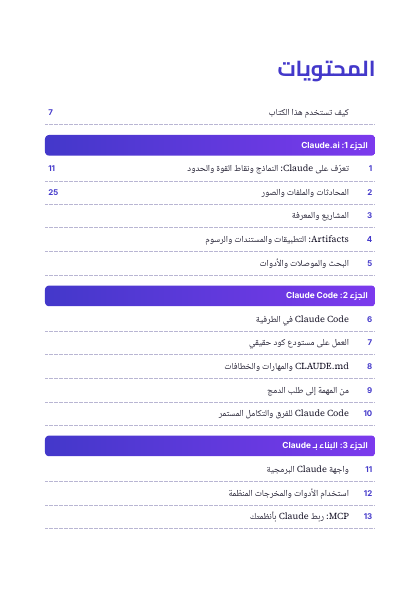 المحتويات
كيف تستخدم هذا الكتاب 7
الجزء 1: Claude.ai
1 تعرّف على Claude: النماذج ونقاط القوة والحدود 11
2 المحادثات والملفات والصور 25
3 المشاريع والمعرفة
4 Artifacts: التطبيقات والمستندات والرسوم
5 البحث والموصلات والأدوات
الجزء 2: Claude Code
6 Claude Code في الطرفية
7 العمل على مستودع كود حقيقي
8 CLAUDE.md والمهارات والخطافات
9 من المهمة إلى طلب الدمج
10 Claude Code للفرق والتكامل المستمر
الجزء 3: البناء بـ Claude
11 واجهة Claude البرمجية
12 استخدام الأدوات والمخرجات المنظمة
13 MCP: ربط Claude بأنظمتك